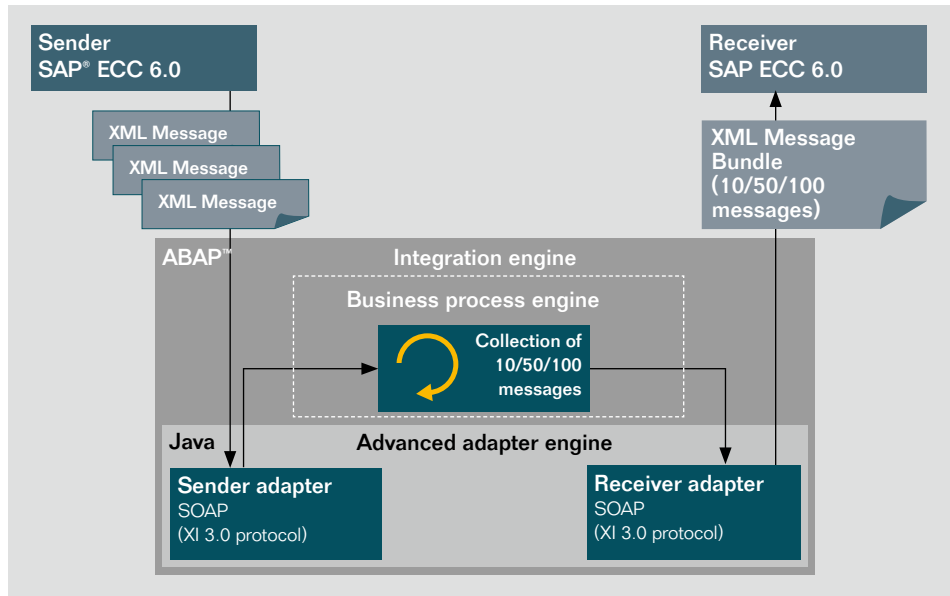 Sender
SAP® ECC 6.0
Receiver
SAP ECC 6.0
XML Message
XML Message
XML Message
XML Message
Bundle
(10/50/100
messages)
ABAP™
Integration engine
Business process engine
Collection of
10/50/100
messages
Java
Advanced adapter engine
Sender adapter
SOAP
(XI 3.0 protocol)
Receiver adapter
SOAP
(XI 3.0 protocol)